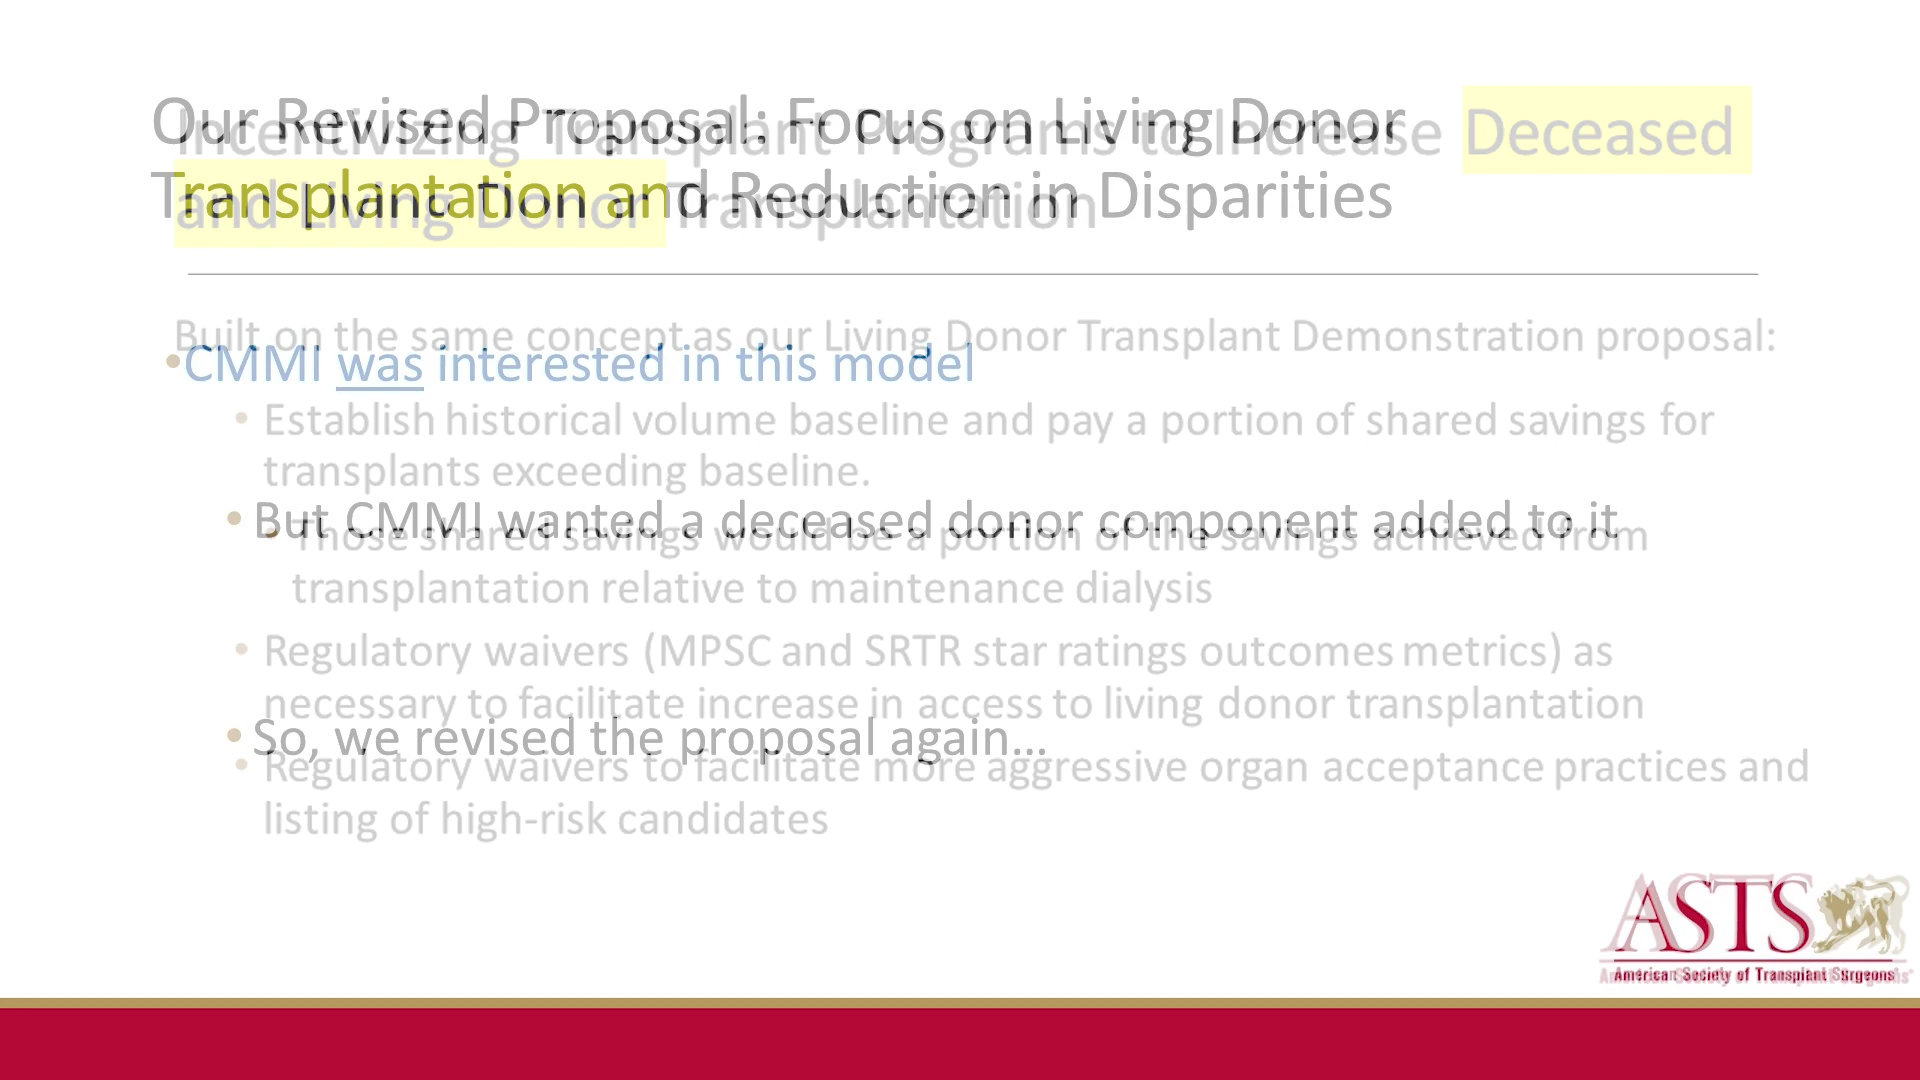 Our Revised Proposal: Focus on Living Donor
Transplantation and Reduction in Disparities
•CMMI was interested in this model
• But CMMI wanted a deceased donor component added to it
• So, we revised the proposal again...
Incentivizing Transplant Programs to Increase Deceased
and Living Donor Transplantation
Built on the same concept as our Living Donor Transplant Demonstration proposal:
• Establish historical volume baseline and pay a portion of shared savings for
transplants exceeding baseline.
• Those shared savings would be a portion of the savings achieved from
transplantation relative to maintenance dialysis
• Regulatory waivers (MPSC and SRTR star ratings outcomes metrics) as
necessary to facilitate increase in access to living donor transplantation
• Regulatory waivers to facilitate more aggressive organ acceptance practices and
listing of high-risk candidates
ASTS
American Society of Transplant Surgeons